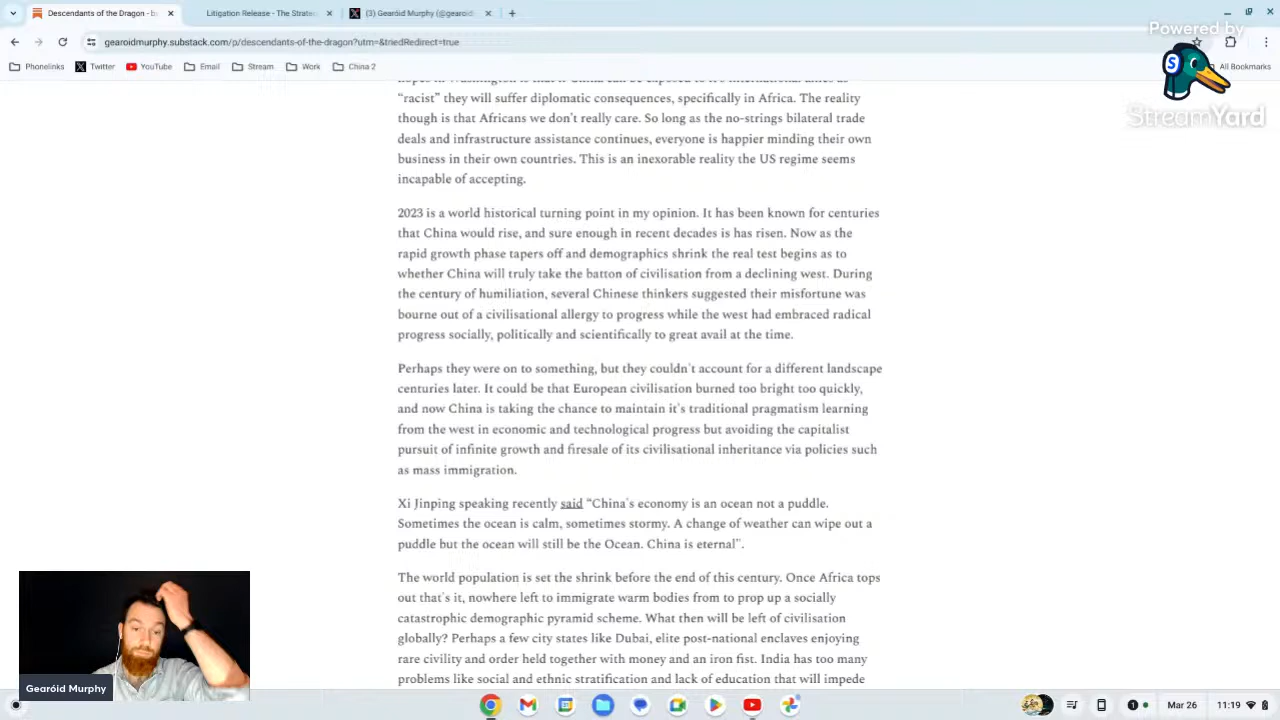 Descendants of the Dragon - b
Litigation Release - The Strate
(3) Gearóid Murphy (@gearoid
gearoidmurphy.substack.com/p/descendants-of-the-dragon?utm=&triedRedirect=true
Phonelinks
Twitter
YouTube
Email
Stream
Work
China 2
All Bookmarks
Powered by
StreamYard
"racist" they will suffer diplomatic consequences, specifically in Africa. The reality
though is that Africans we don't really care. So long as the no-strings bilateral trade
deals and infrastructure assistance continues, everyone is happier minding their own
business in their own countries. This is an inexorable reality the US regime seems
incapable of accepting.
2023 is a world historical turning point in my opinion. It has been known for centuries
that China would rise, and sure enough in recent decades is has risen. Now as the
rapid growth phase tapers off and demographics shrink the real test begins as to
whether China will truly take the batton of civilisation from a declining west. During
the century of humiliation, several Chinese thinkers suggested their misfortune was
bourne out of a civilisational allergy to progress while the west had embraced radical
progress socially, politically and scientifically to great avail at the time.
Perhaps they were on to something, but they couldn't account for a different landscape
centuries later. It could be that European civilisation burned too bright too quickly,
and now China is taking the chance to maintain it's traditional pragmatism learning
from the west in economic and technological progress but avoiding the capitalist
pursuit of infinite growth and firesale of its civilisational inheritance via policies such
as mass immigration.
Xi Jinping speaking recently said "China's economy is an ocean not a puddle.
Sometimes the ocean is calm, sometimes stormy. A change of weather can wipe out a
puddle but the ocean will still be the Ocean. China is eternal".
The world population is set the shrink before the end of this century. Once Africa tops
out that's it, nowhere left to immigrate warm bodies from to prop up a socially
catastrophic demographic pyramid scheme. What then will be left of civilisation
globally? Perhaps a few city states like Dubai, elite post-national enclaves enjoying
rare civility and order held together with money and an iron fist. India has too many
problems like social and ethnic stratification and lack of education that will impede
Gearóid Murphy
Mar 26
11:19